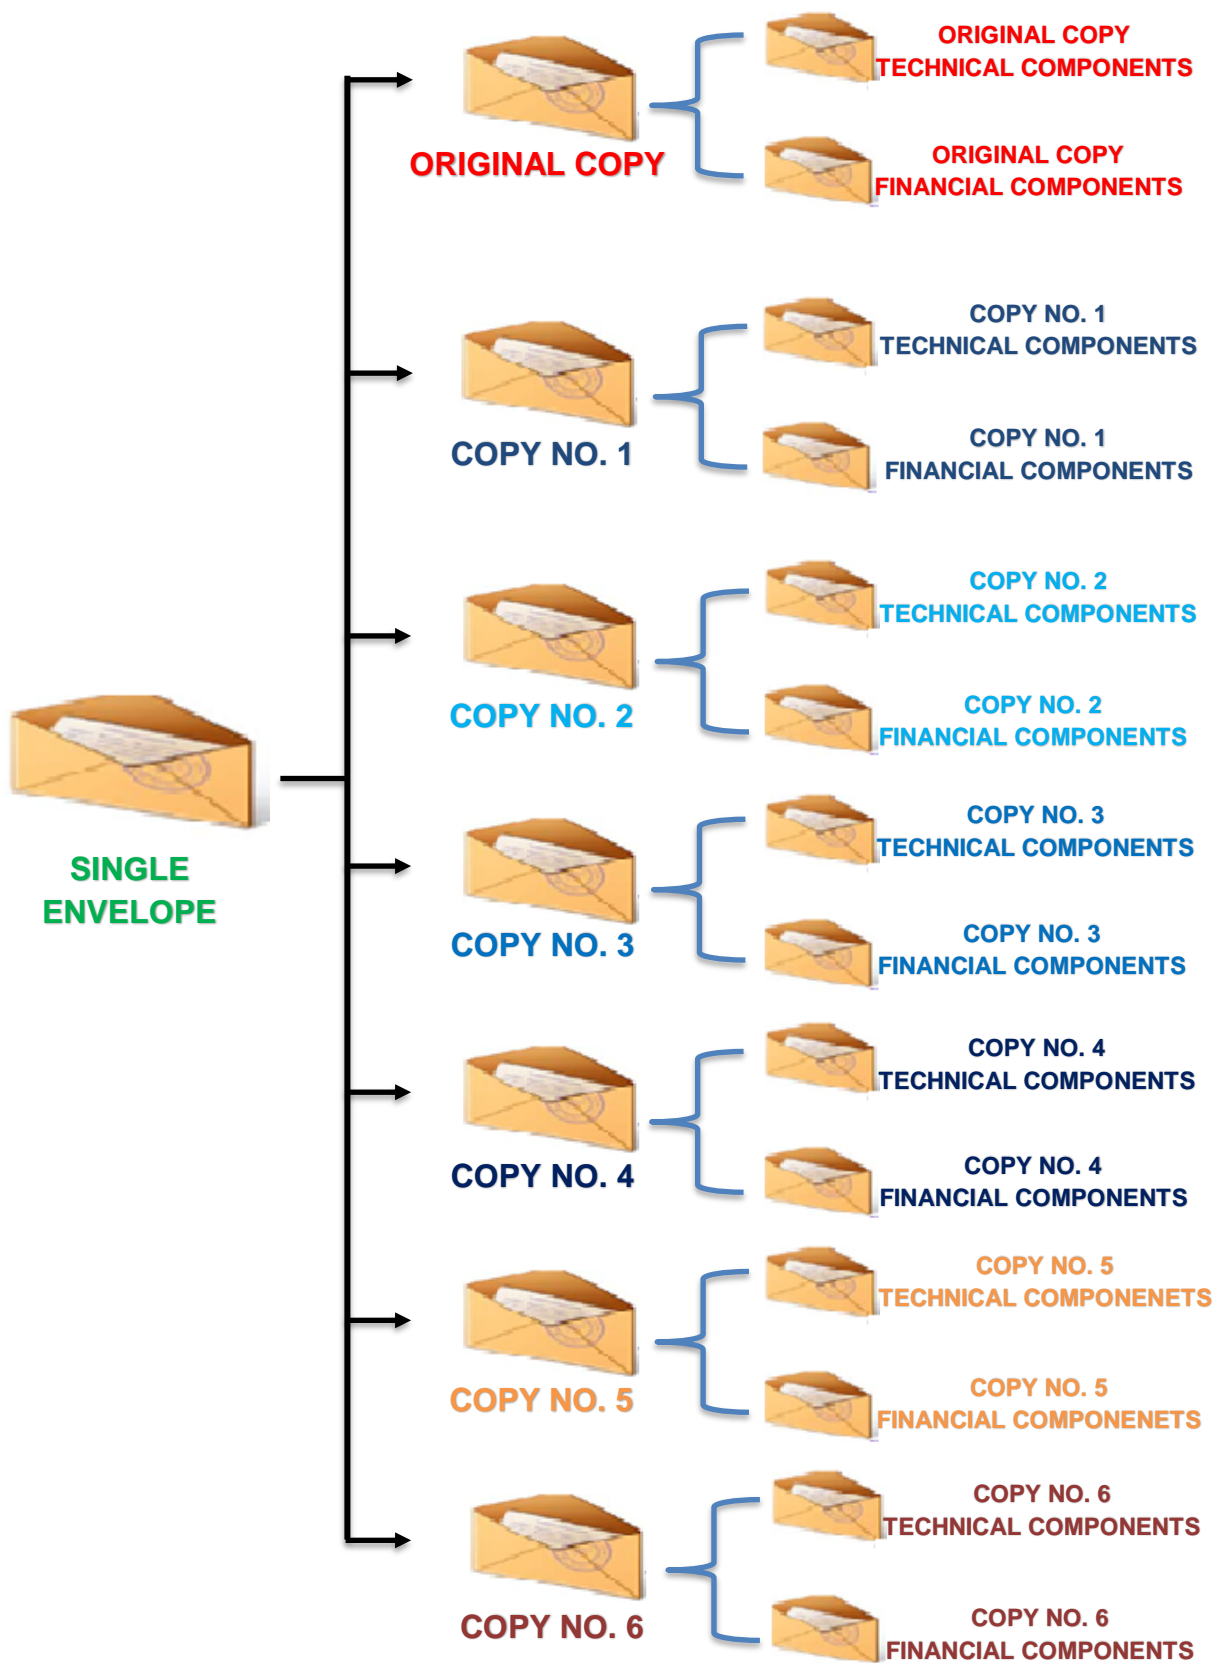 ORIGINAL COPY
TECHNICAL COMPONENTS
ORIGINAL COPY
ORIGINAL COPY
FINANCIAL COMPONENTS
COPY NO. 1
TECHNICAL COMPONENTS
COPY NO. 1
COPY NO. 1
FINANCIAL COMPONENTS
COPY NO. 2
TECHNICAL COMPONENTS
COPY NO. 2
COPY NO. 2
FINANCIAL COMPONENTS
SINGLE
ENVELOPE
COPY NO. 3
TECHNICAL COMPONENTS
COPY NO. 3
COPY NO. 3
FINANCIAL COMPONENTS
COPY NO. 4
TECHNICAL COMPONENTS
COPY NO. 4
COPY NO. 4
FINANCIAL COMPONENTS
COPY NO. 5
TECHNICAL COMPONENETS
COPY NO. 5
COPY NO. 5
FINANCIAL COMPONENETS
COPY NO. 6
TECHNICAL COMPONENTS
COPY NO. 6
COPY NO. 6
FINANCIAL COMPONENTS